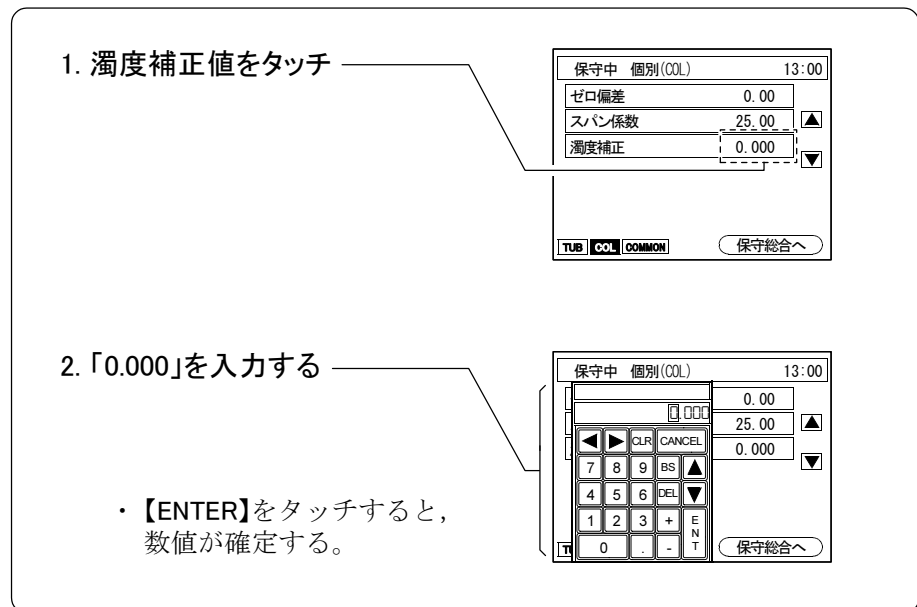 1. 濁度補正値をタッチ
保守中 個別(COL) 13:00
ゼロ偏差 0.00
スパン係数 25.00 ▲
濁度補正 0.000
▼
TUB COL COMMON 保守総合へ
2. 「0.000」を入力する
保守中 個別(COL) 13:00
0.00
0.000
25.00 ▲
◀ ▶ CLR CANCEL
0.000
▼
7 8 9 BS ▲
4 5 6 DEL ▼
1 2 3 + ENT
0 . -
保守総合へ
・【ENTER】をタッチすると,
数値が確定する。